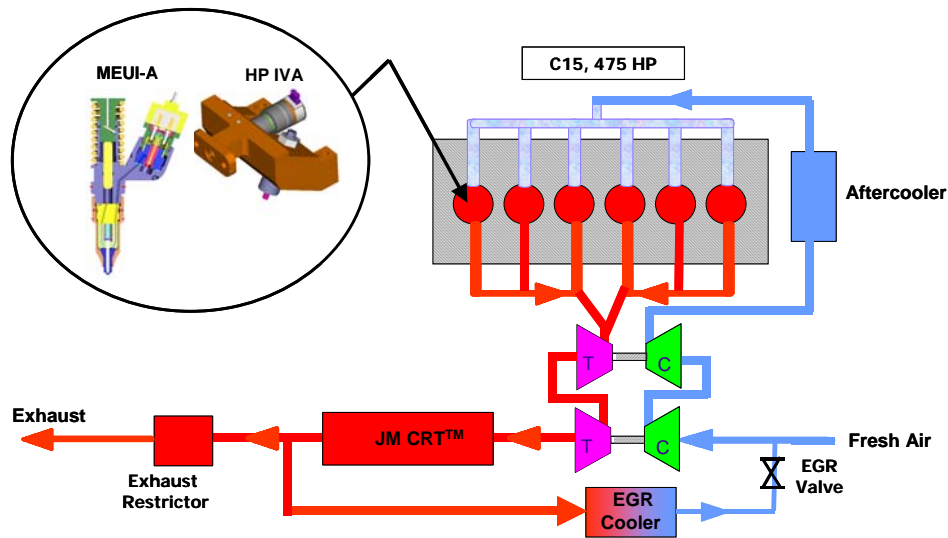 MEUI-A
HP IVA
C15, 475 HP
Aftercooler
T
C
Exhaust
JM CRT™
T
C
Fresh Air
EGR
Valve
Exhaust
Restrictor
EGR
Cooler